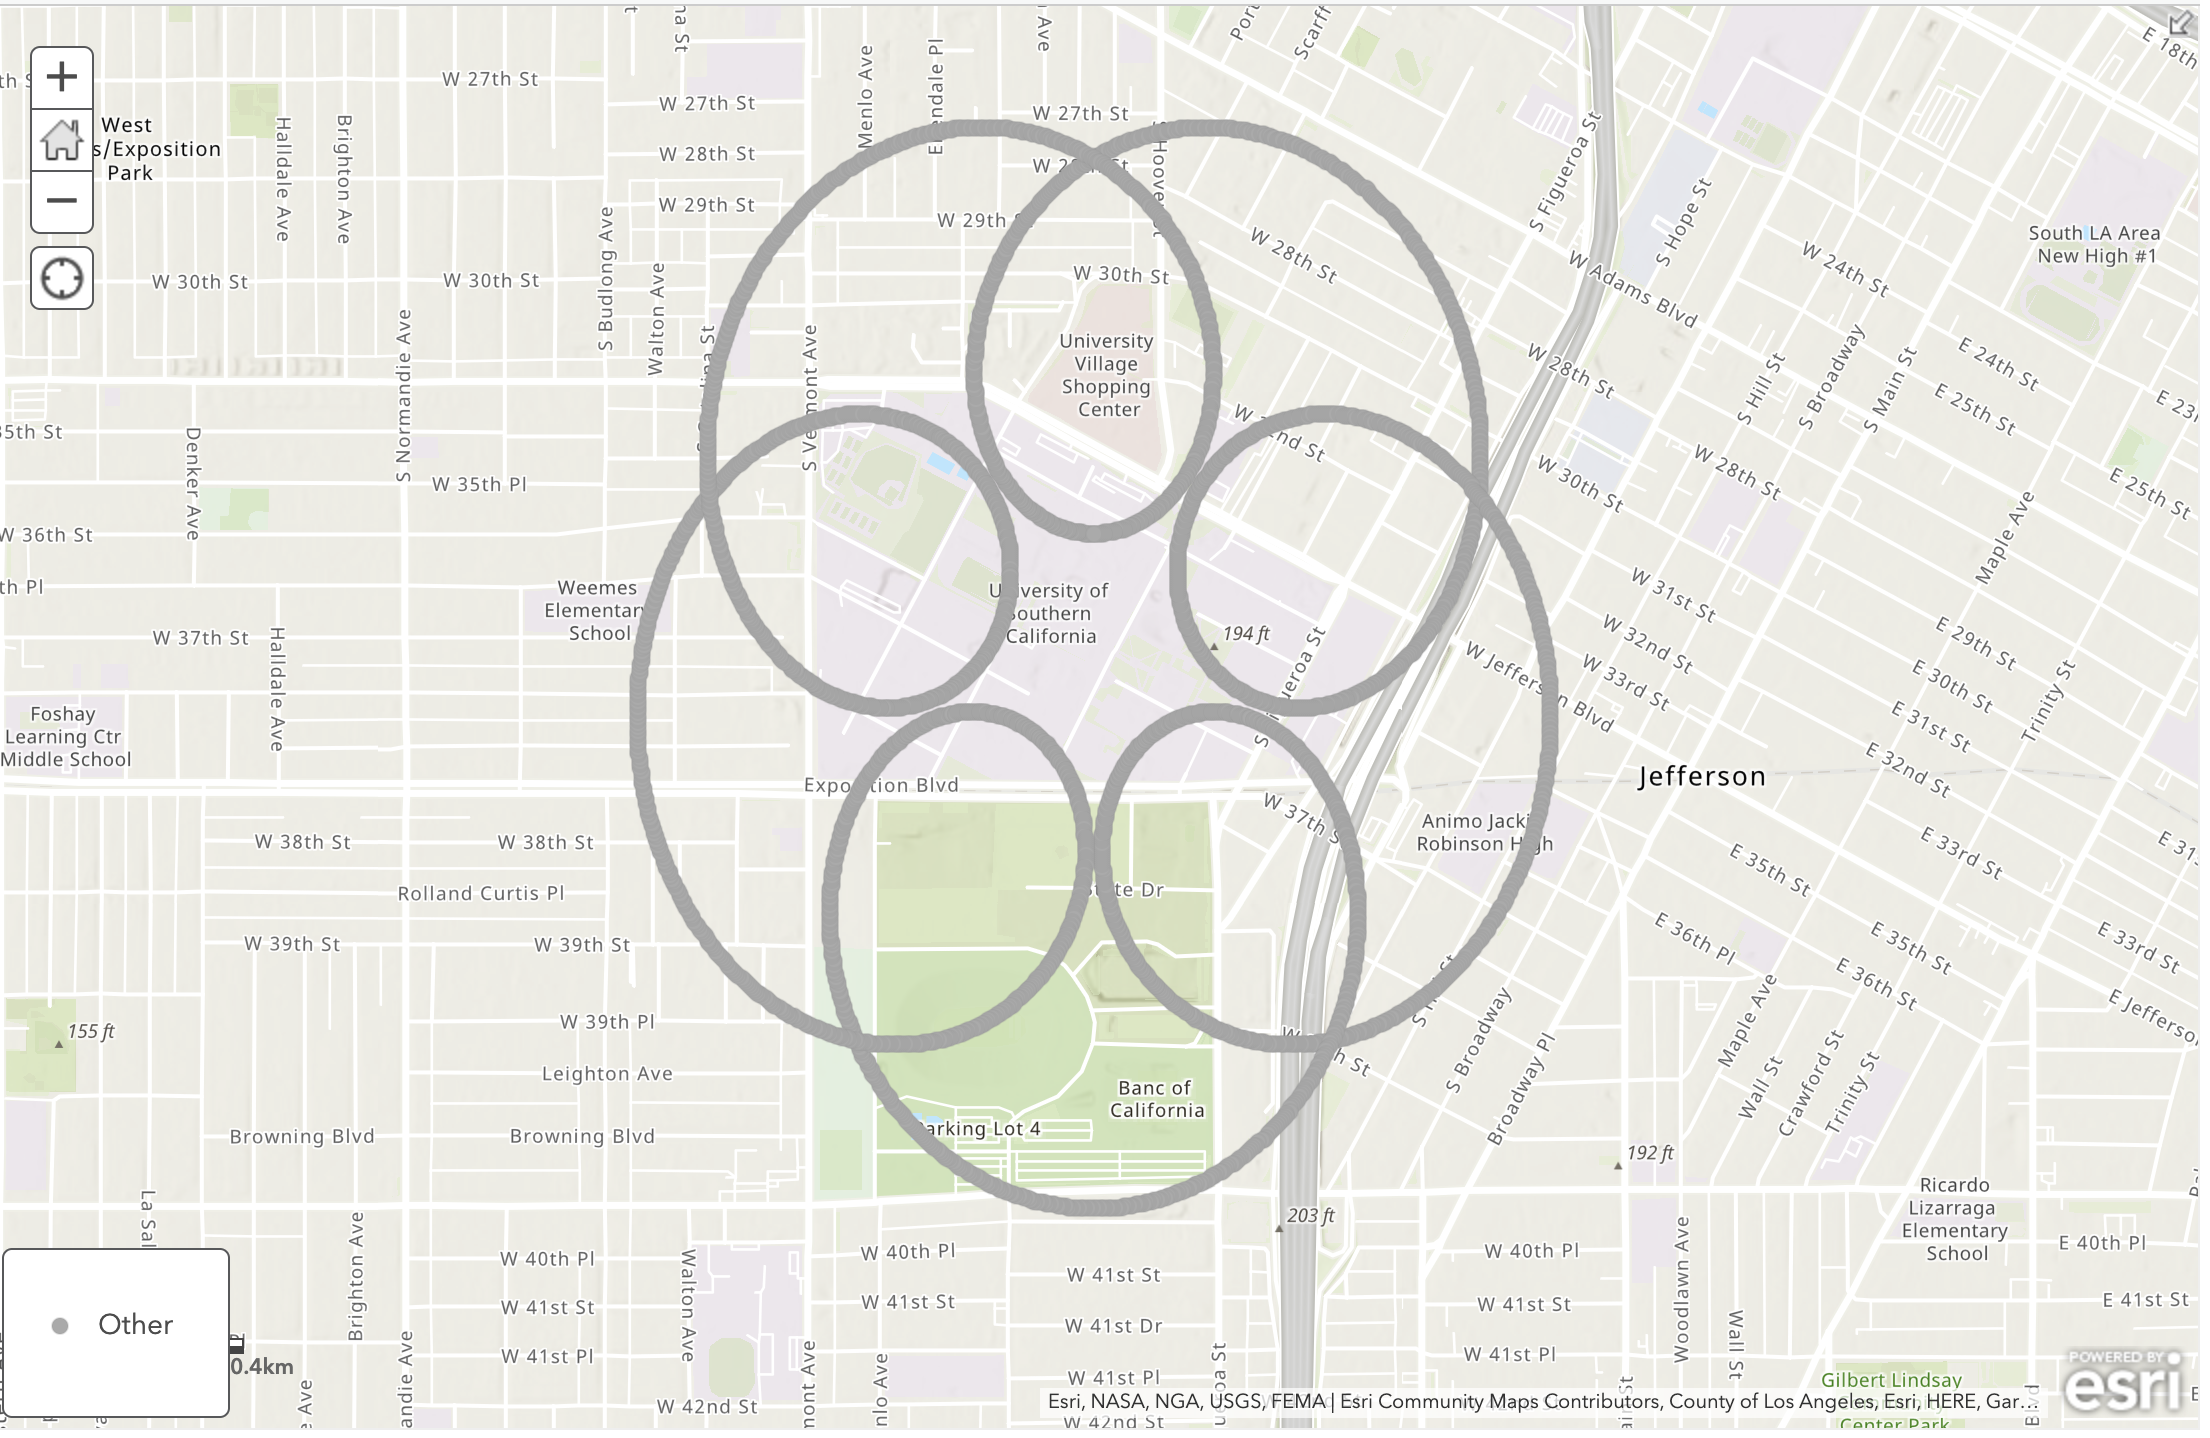 W 27th St
W 27th St
W 27th St
West
s/Exposition
Park
Halldale Ave
Brighton Ave
Menlo Ave
W 28th St
W 29th St
W 29th S
W 30th St
W 30th St
W 30th St
S Budlong Ave
Walton Ave
S Vermont Ave
S Normandie Ave
Scarff
S Figueroa St
S Hope St
E 18th
W 28th St
W Adams Blvd
W 24th St
South LA Area
New High #1
University
Village
Shopping
Center
W 28th St
S Hill St
S Broadway
S Main St
E 24th St
E 25th St
E 25th St
35th St
Denker Ave
W 35th Pl
W 36th St
th Pl
W 30th St
W 28th St
Maple Ave
Weemes
Elementary
School
W 37th St
Halldale Ave
University of
Southern
California
194 ft
W 31st St
W 32nd St
W 33rd St
W Jefferson Blvd
E 29th St
E 30th St
E 31st St
E 32nd St
Trinity St
Foshay
Learning Ctr
Middle School
Exposition Blvd
W 37th S
Jefferson
Animo Jackie
Robinson High
W 38th St
W 38th St
Rolland Curtis Pl
State Dr
W 39th St
W 39th St
E 33rd St
E 35th St
E 36th Pl
E 35th St
E 36th St
E 33rd St
E Jefferso
155 ft
W 39th Pl
Leighton Ave
S Broadway
Broadway Pl
Maple Ave
Wall St
Crawford St
Trinity St
Banc of
California
Parking Lot 4
Browning Blvd
Browning Blvd
192 ft
203 ft
La Sal
Brighton Ave
Walton Ave
Ricardo
Lizarraga
Elementary
School
W 40th Pl
W 40th Pl
W 40th Pl
E 40th Pl
W 41st St
W 41st St
W 41st St
W 41st St
E 41st St
W 41st Dr
W 41st Pl
W 41st Pl
W 41st Pl
Woodlawn Ave
Wall St
W 42nd St
W 42nd St
Other
0.4km
Gilbert Lindsay
Center Park
Esri, NASA, NGA, USGS, FEMA | Esri Community Maps Contributors, County of Los Angeles, Esri, HERE, Gar…
POWERED BY
esri